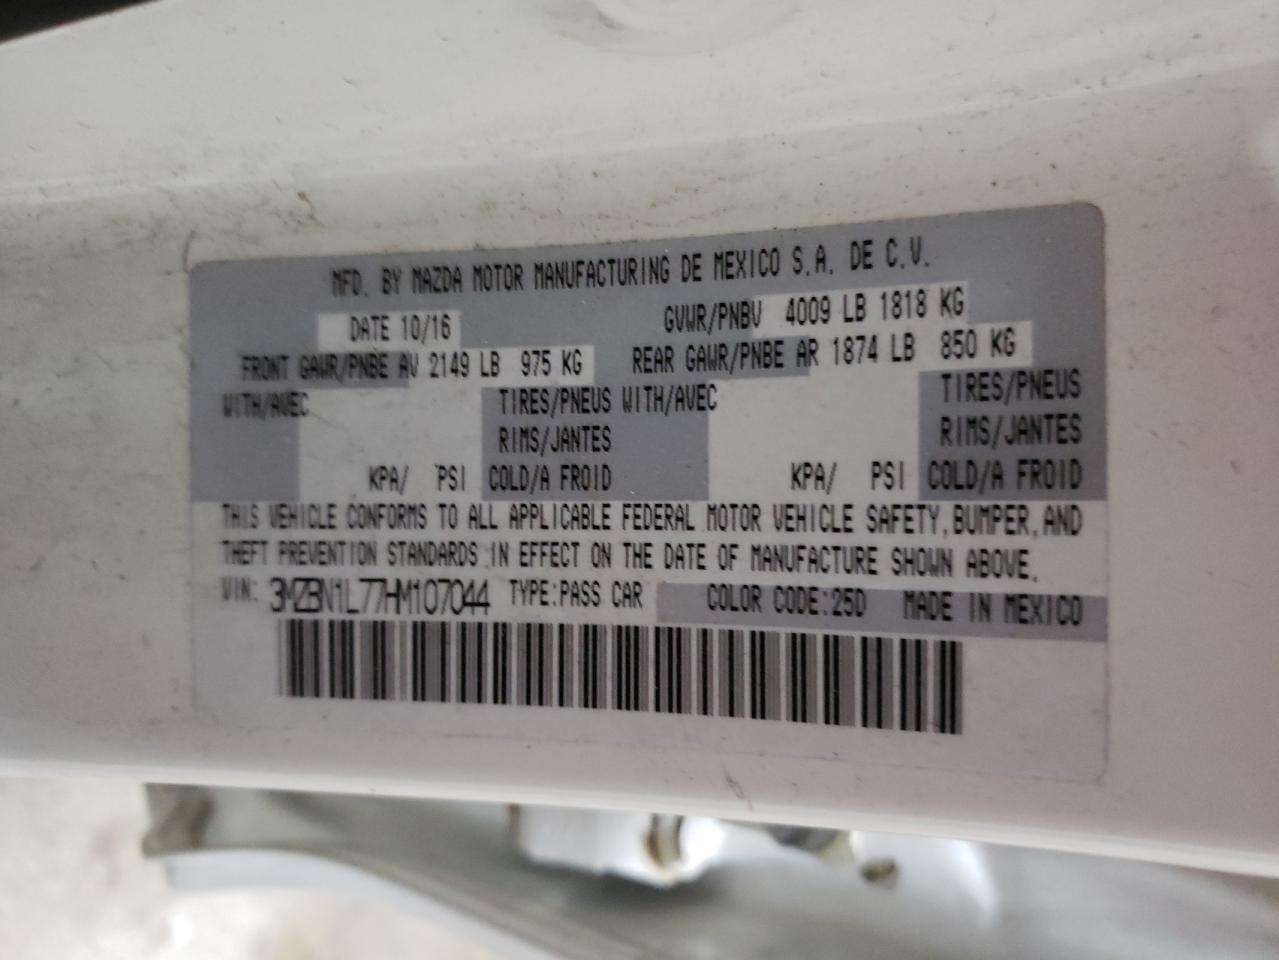 MFD. BY MAZDA MOTOR MANUFACTURING DE MEXICO S.A. DE C.V.
DATE 10/16 GVWR/PNBV 4009 LB 1818 KG
FRONT GAWR/PNBE AV 2149 LB 975 KG REAR GAWR/PNBE AR 1874 LB 850 KG
WITH/AVEC TIRES/PNEUS WITH/AVEC TIRES/PNEUS
RIMS/JANTES RIMS/JANTES
KPA/ PSI COLD/A FROID KPA/ PSI COLD/A FROID
THIS VEHICLE CONFORMS TO ALL APPLICABLE FEDERAL MOTOR VEHICLE SAFETY, BUMPER, AND
THEFT PREVENTION STANDARDS IN EFFECT ON THE DATE OF MANUFACTURE SHOWN ABOVE.
VIN: 3MZBN1L77HM107044 TYPE:PASS CAR COLOR CODE:25D MADE IN MEXICO